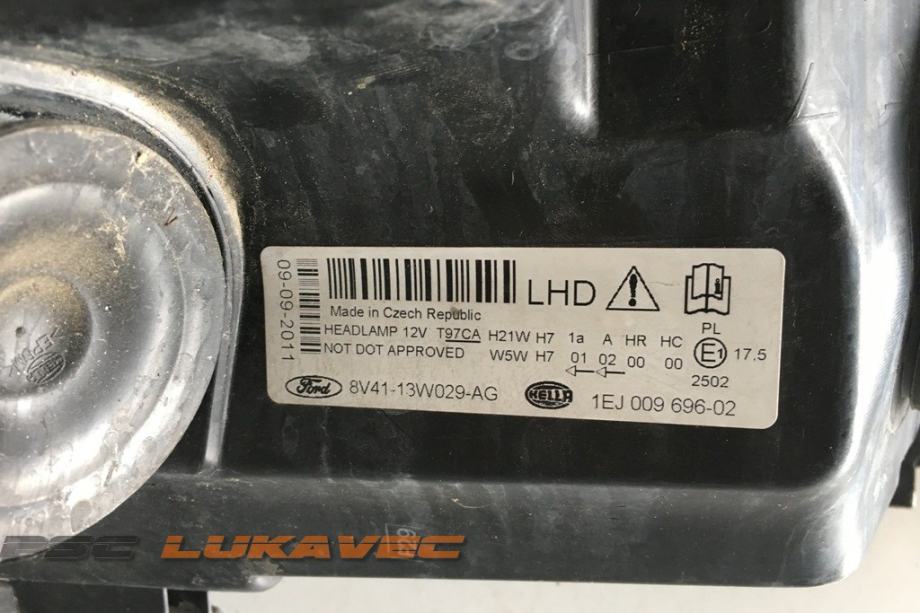 09-09-2011
LHD
Made in Czech Republic
HEADLAMP 12V T97CA H21W H7 1a A HR HC PL
NOT DOT APPROVED W5W H7 01 02 00 00 E1 17,5
2502
Ford 8V41-13W029-AG HELLA 1EJ 009 696-02
HELLA
PSC LUKAVEC